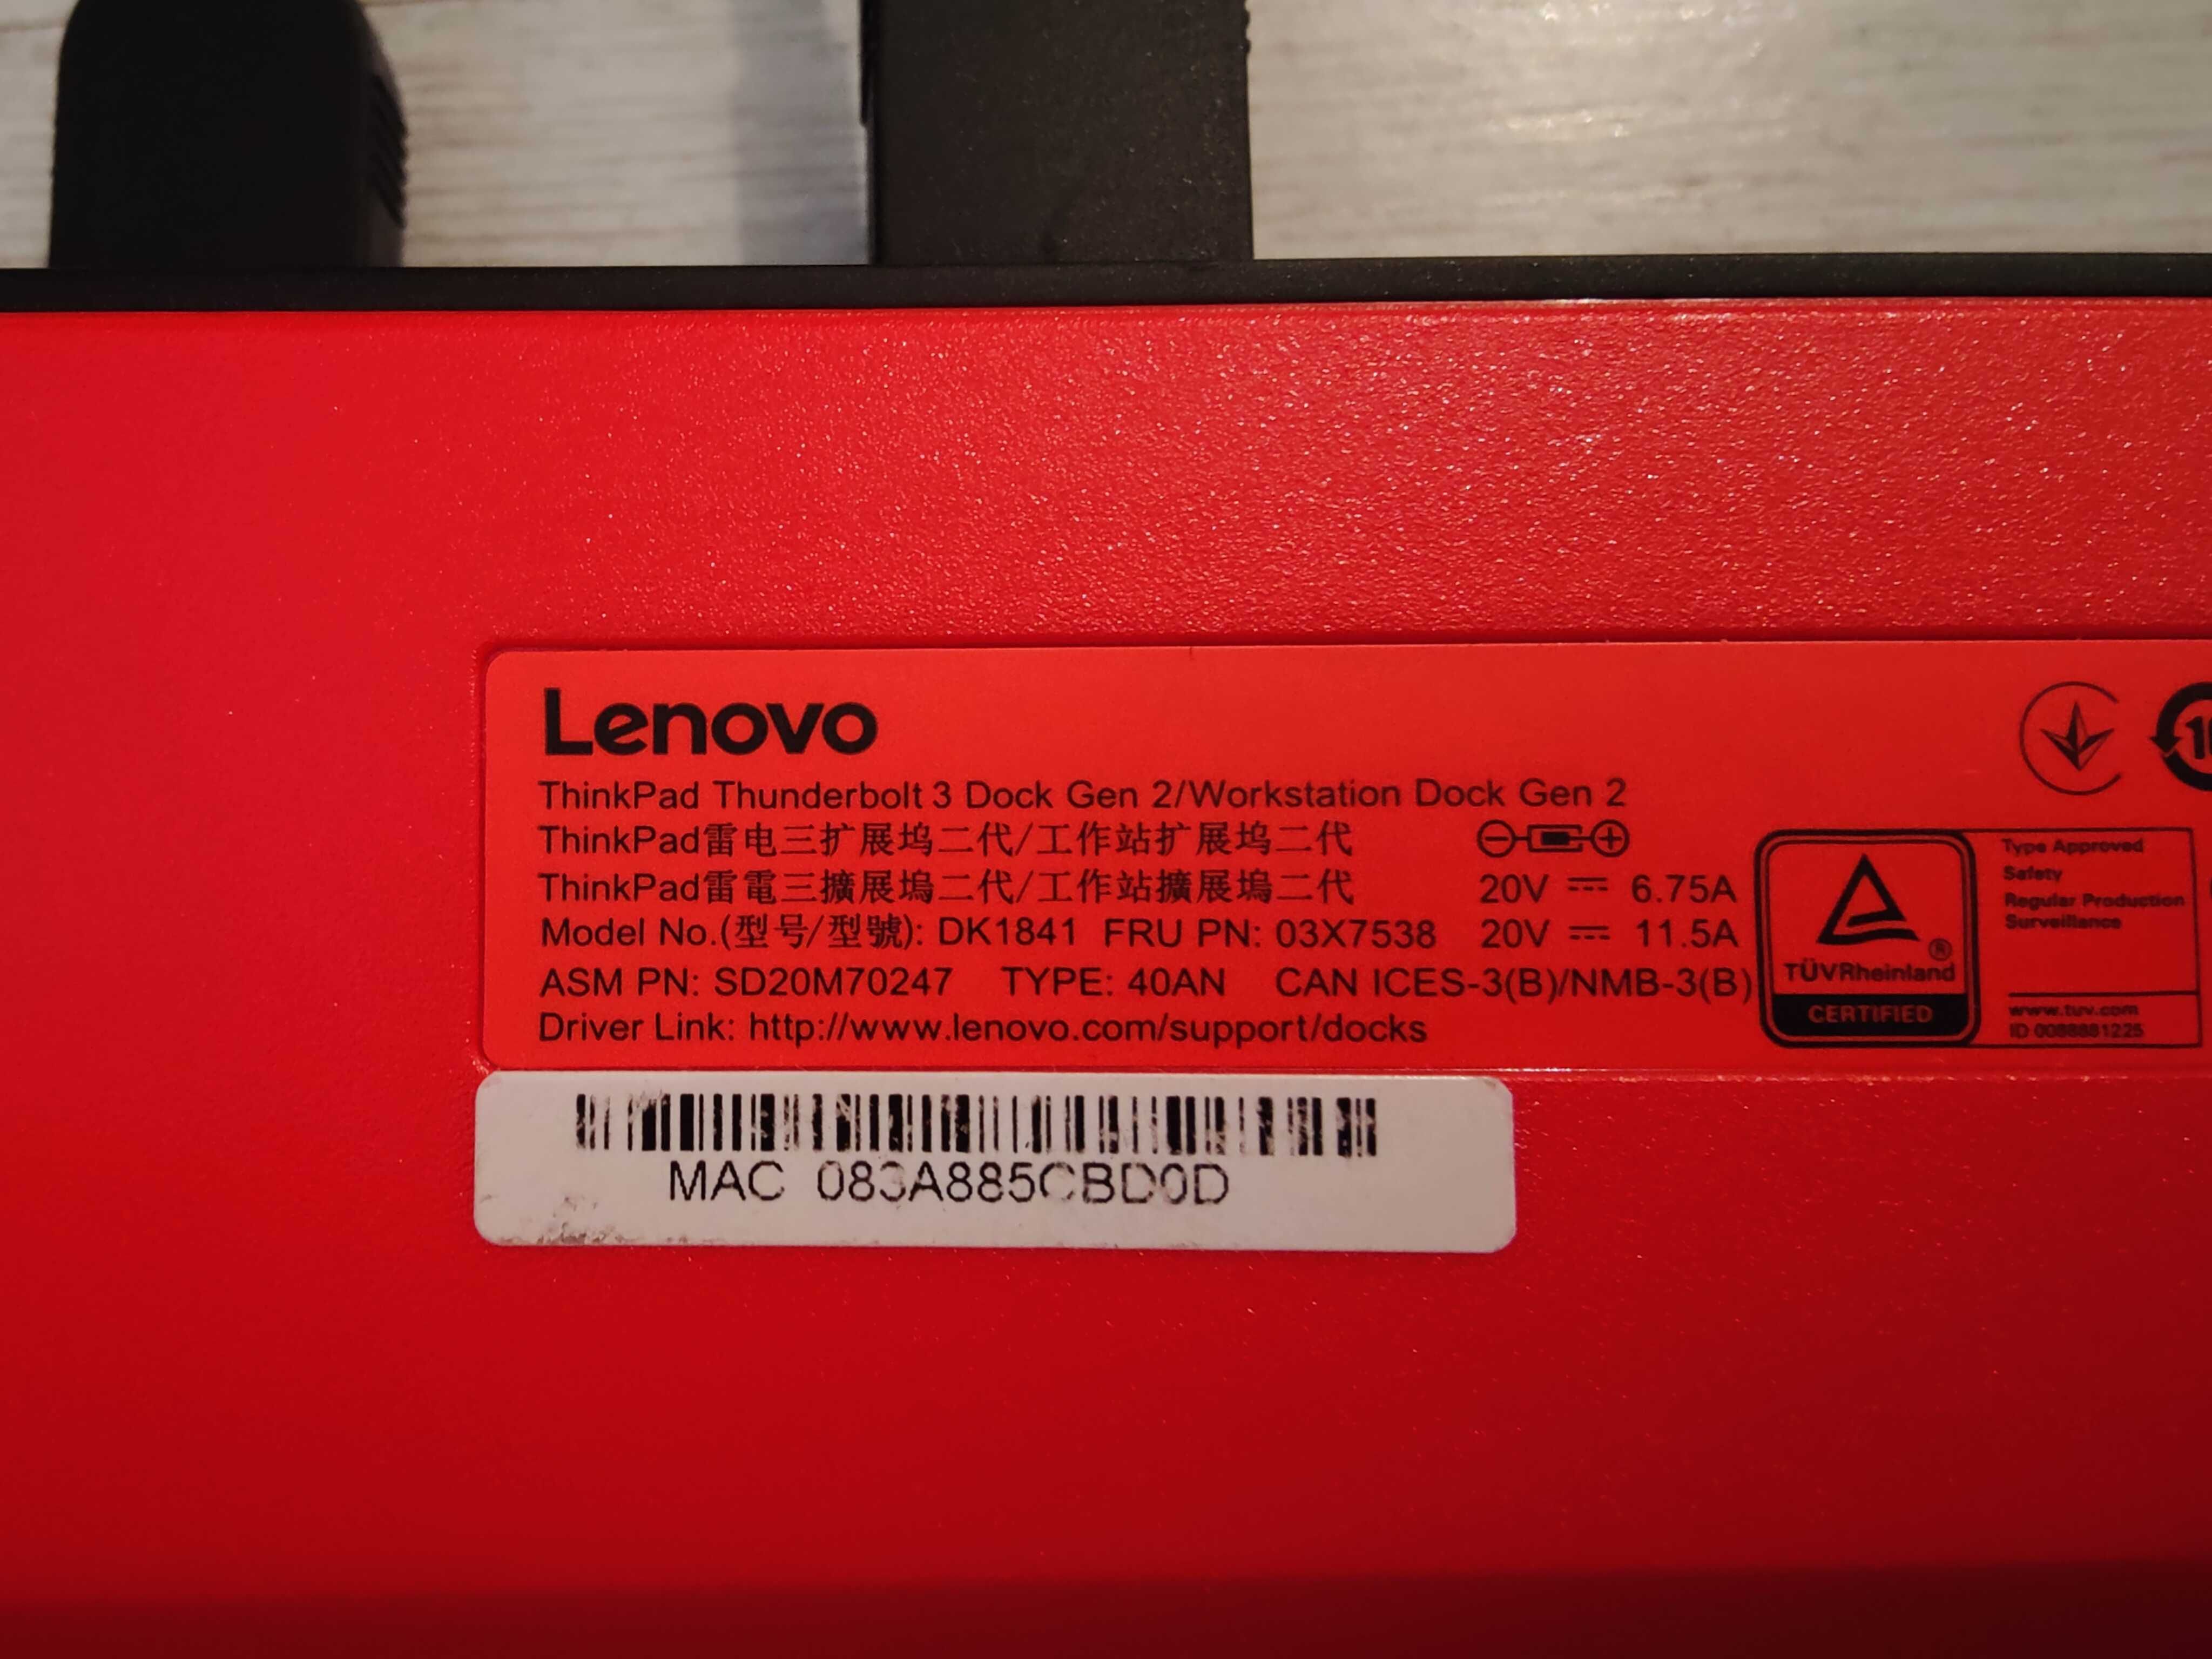 Lenovo
ThinkPad Thunderbolt 3 Dock Gen 2/Workstation Dock Gen 2
ThinkPad雷电三扩展坞二代/工作站扩展坞二代
ThinkPad雷電三擴展塢二代/工作站擴展塢二代
20V ⎓ 6.75A
Model No.(型号/型號): DK1841 FRU PN: 03X7538 20V ⎓ 11.5A
ASM PN: SD20M70247 TYPE: 40AN CAN ICES-3(B)/NMB-3(B)
Driver Link: http://www.lenovo.com/support/docks
10
TÜVRheinland®
CERTIFIED
Type Approved
Safety
Regular Production
Surveillance
www.tuv.com
ID
MAC 083A885CBD0D